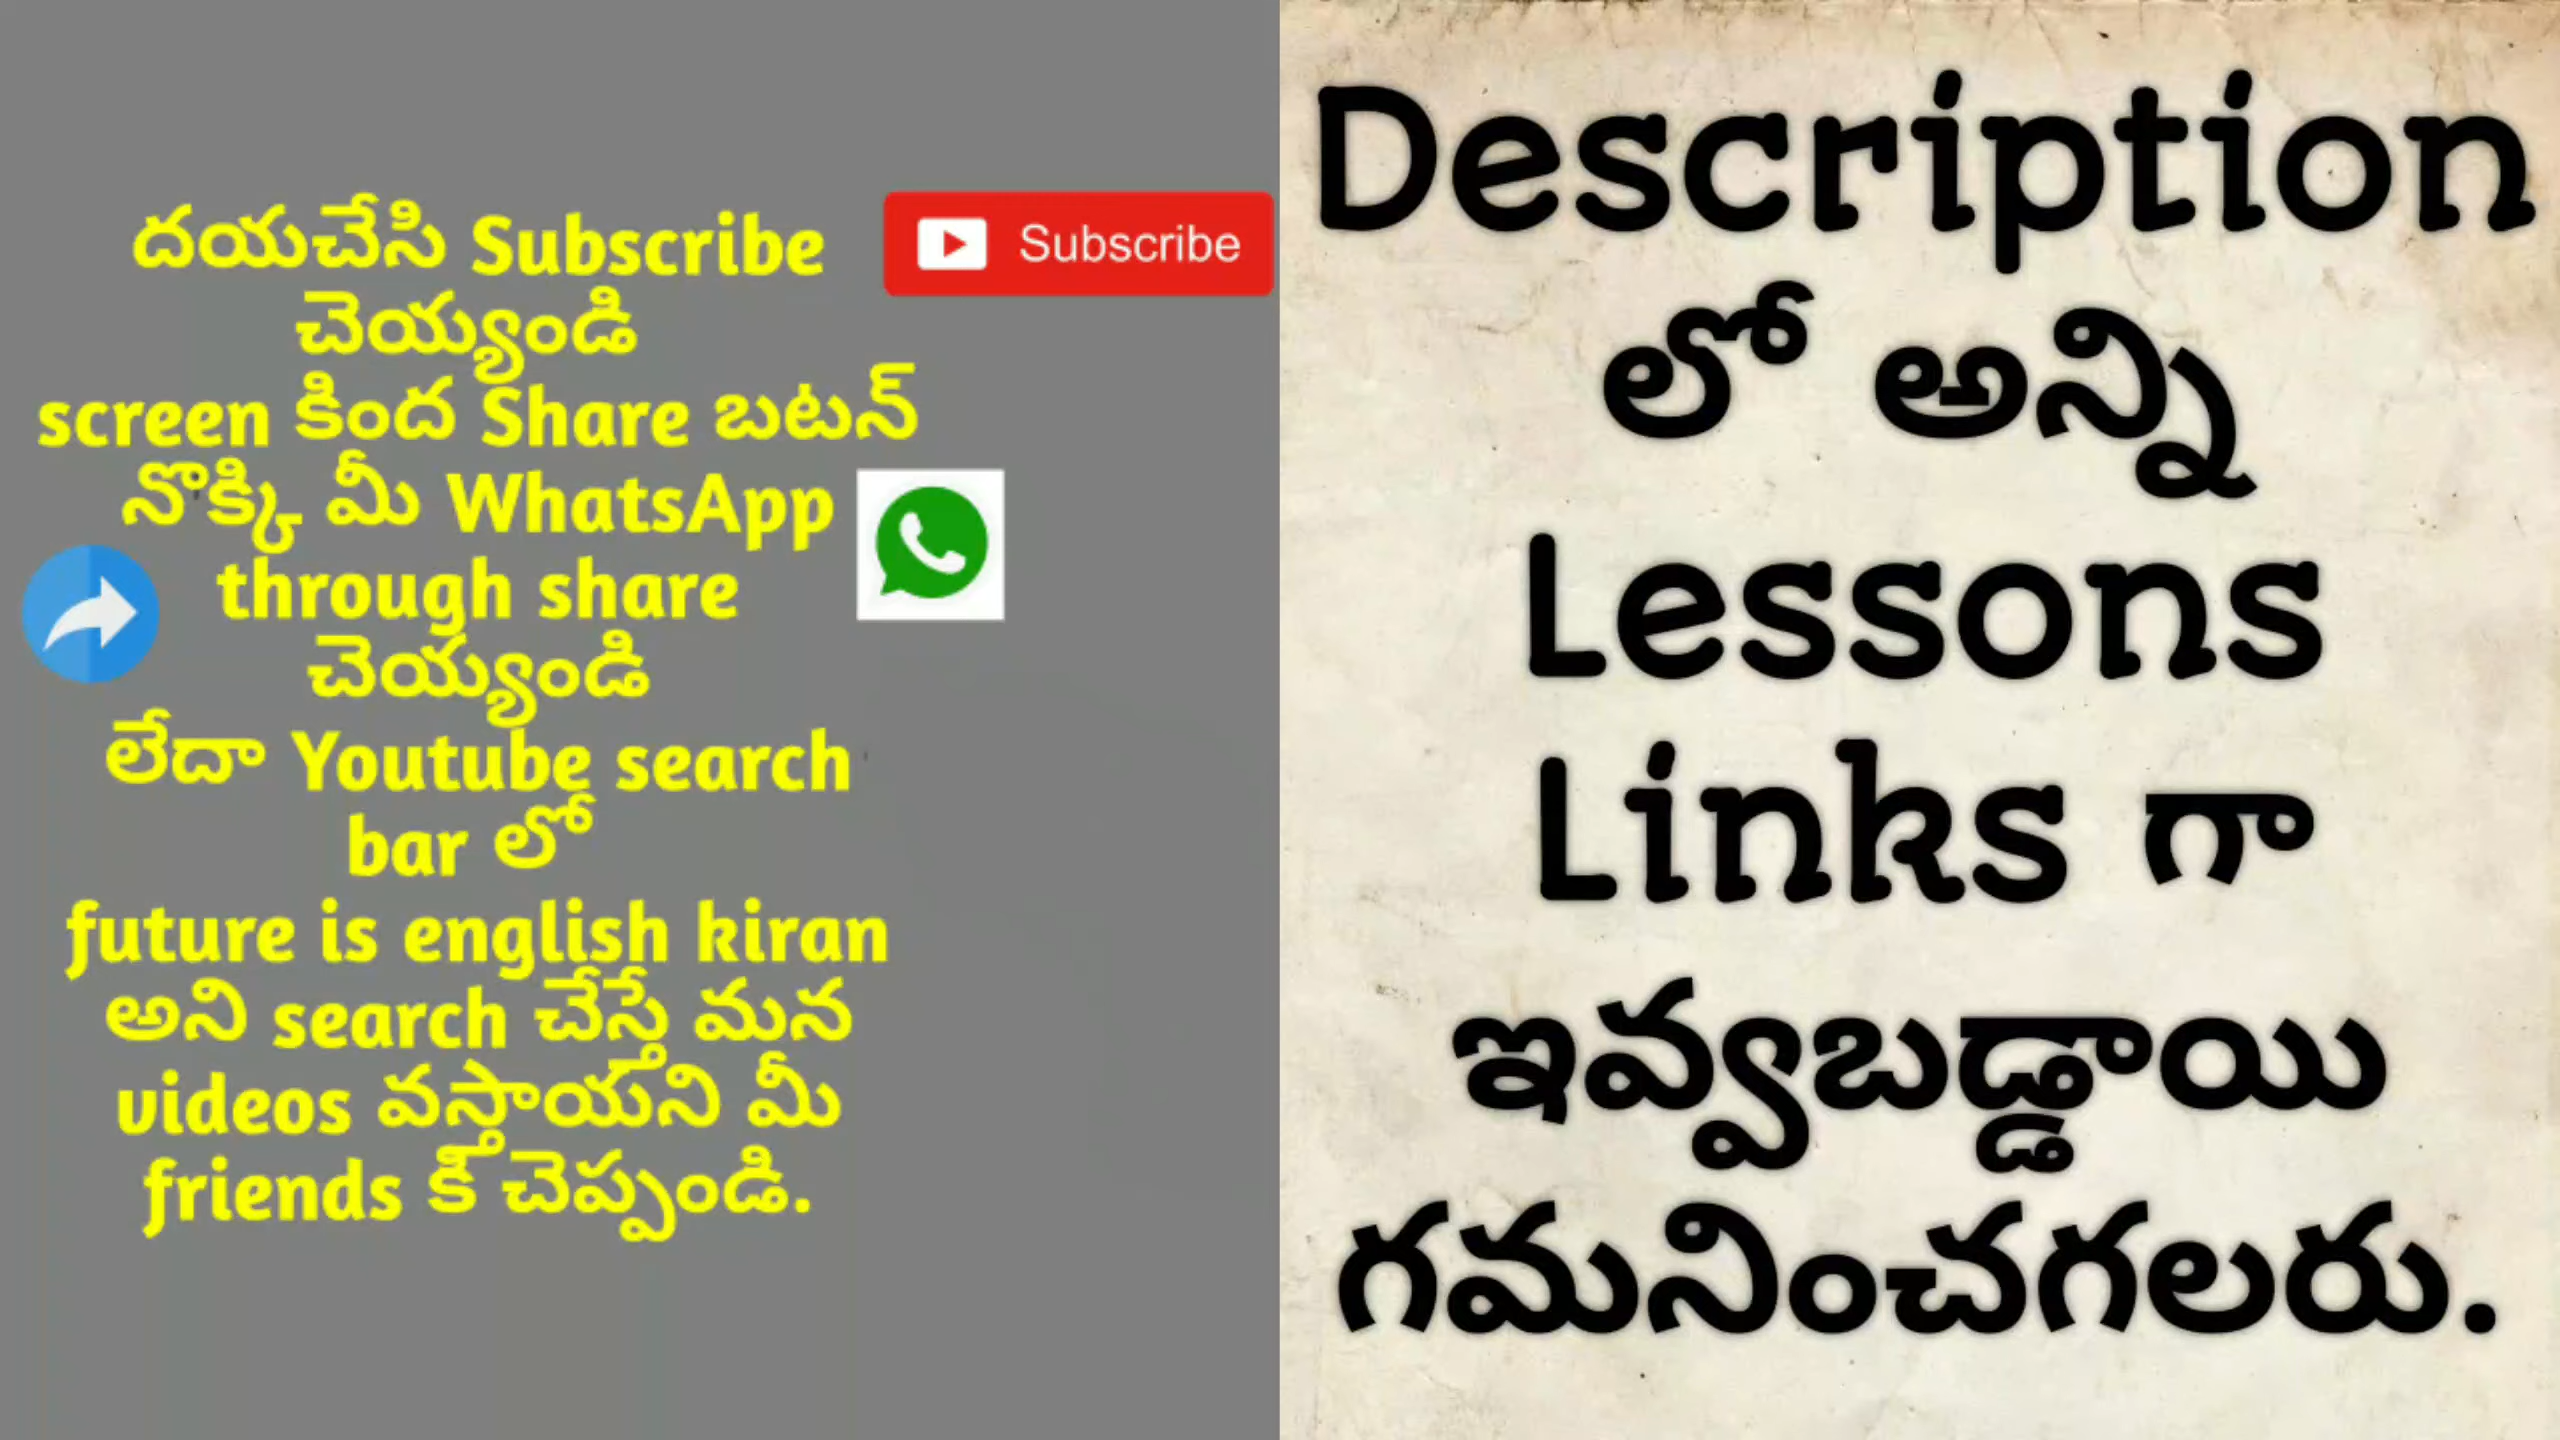 దయచేసి Subscribe
చెయ్యండి
screen కింద Share బటన్
నొక్కి మీ WhatsApp
through share
చెయ్యండి
లేదా Youtube search
bar లో
future is english kiran
అని search చేస్తే మన
videos వస్తాయని మీ
friends కి చెప్పండి.
Subscribe
Description
లో అన్ని
Lessons
Links గా
ఇవ్వబడ్డాయి
గమనించగలరు.